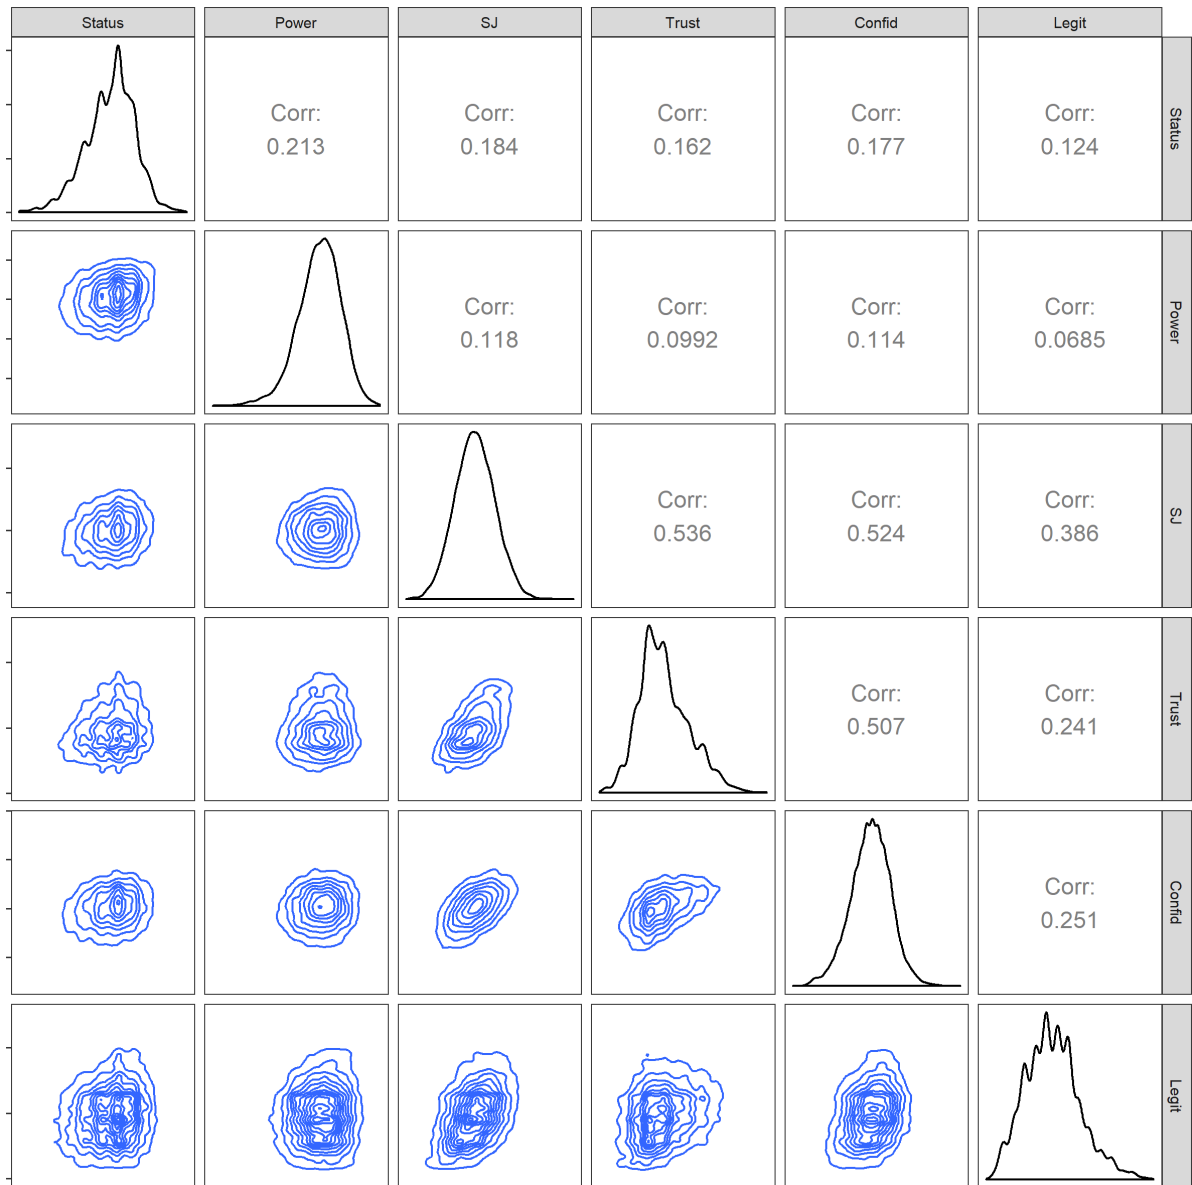 Status Power SJ Trust Confid Legit
Corr: Corr: Corr: Corr: Corr:
0.213 0.184 0.162 0.177 0.124
Status
Corr: Corr: Corr: Corr:
0.118 0.0992 0.114 0.0685
Power
Corr: Corr: Corr:
0.536 0.524 0.386
SJ
Corr: Corr:
0.507 0.241
Trust
Corr:
0.251
Confid
Legit